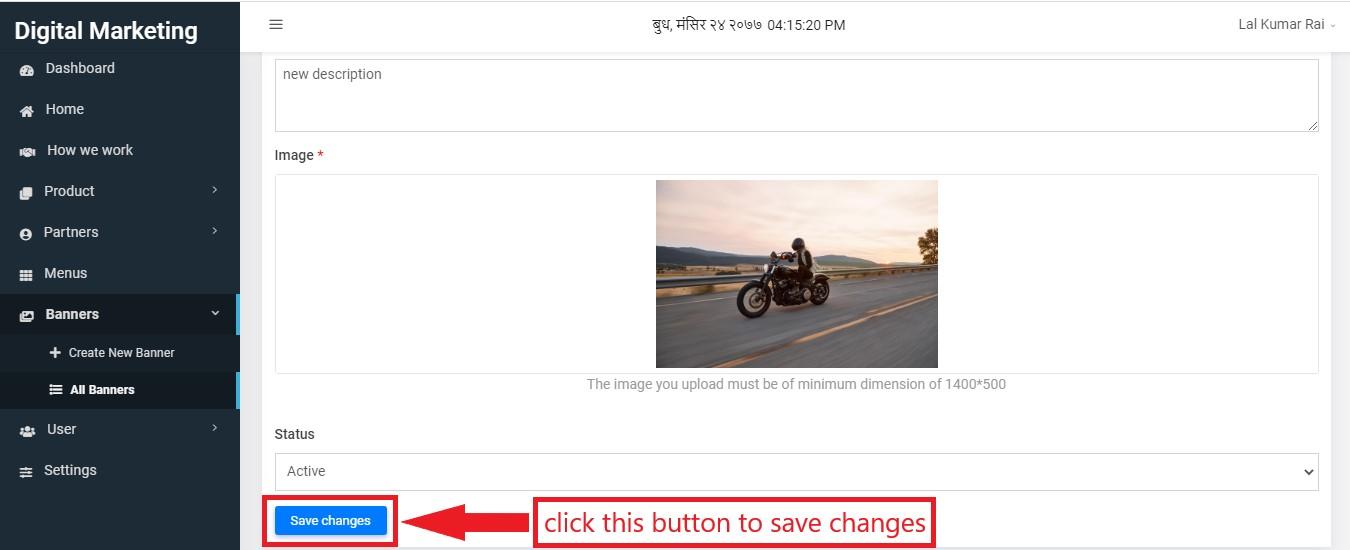 Digital Marketing
बुध, मंसिर २४ २०७७ 04:15:20 PM
Lal Kumar Rai
Dashboard
Home
How we work
Product
Partners
Menus
Banners
Create New Banner
All Banners
User
Settings
new description
Image *
The image you upload must be of minimum dimension of 1400*500
Status
Active
Save changes
click this button to save changes